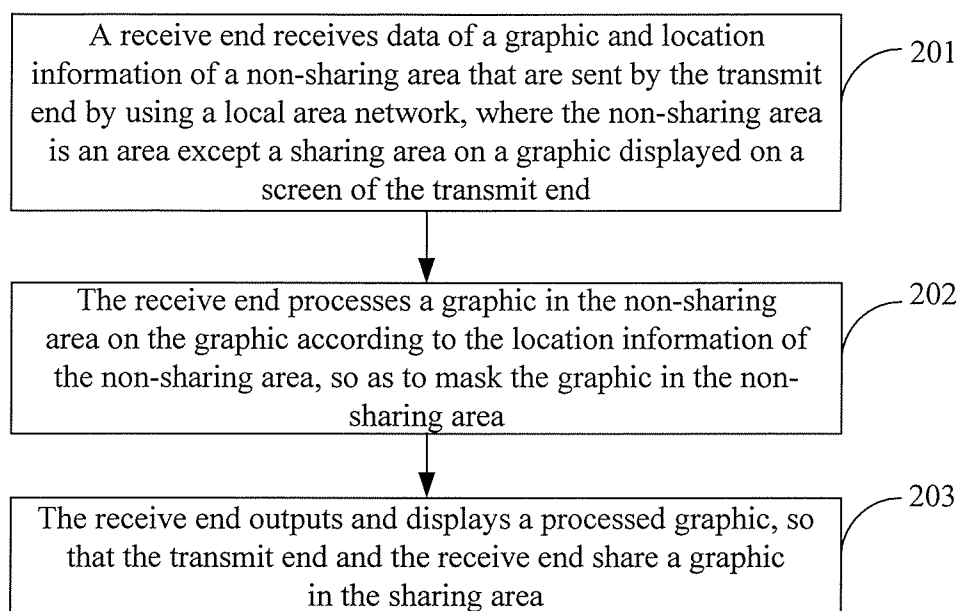 A receive end receives data of a graphic and location
information of a non-sharing area that are sent by the transmit
end by using a local area network, where the non-sharing area
is an area except a sharing area on a graphic displayed on a
screen of the transmit end
201
The receive end processes a graphic in the non-sharing
area on the graphic according to the location information of
the non-sharing area, so as to mask the graphic in the non-
sharing area
202
The receive end outputs and displays a processed graphic, so
that the transmit end and the receive end share a graphic
in the sharing area
203